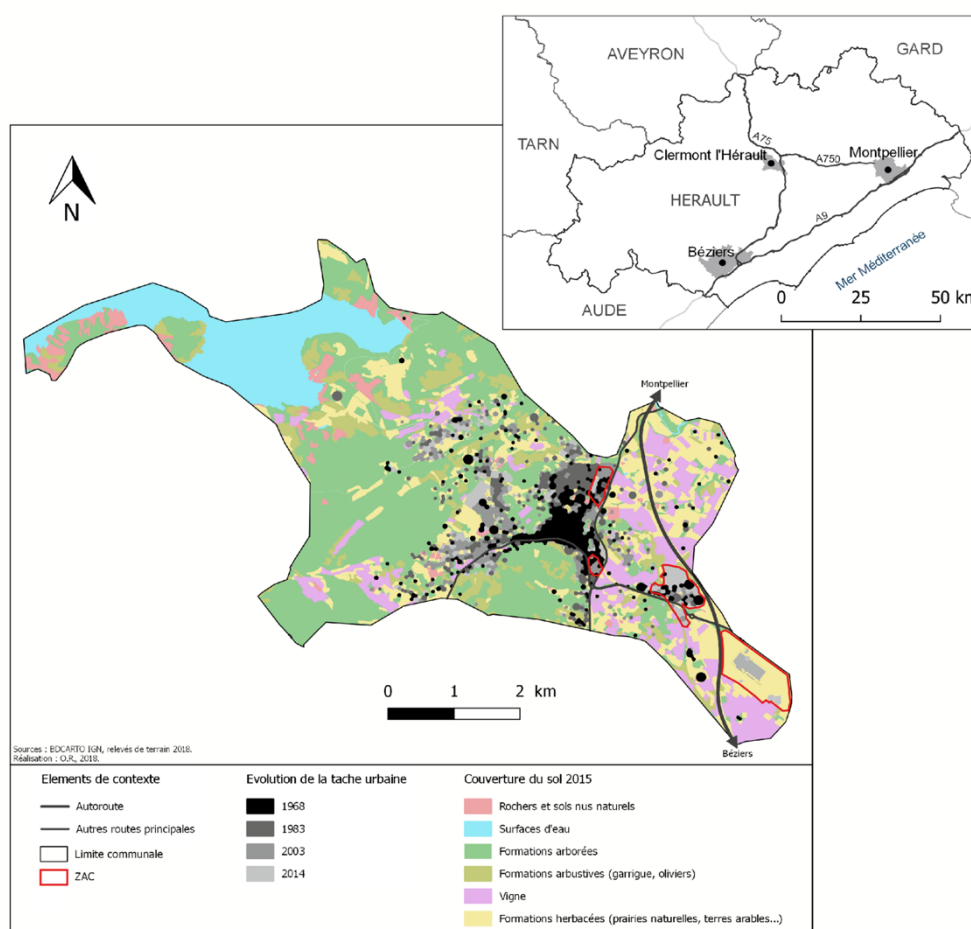 AVEYRON
GARD
TARN
A75
Clermont l'Hérault
A750
Montpellier
HERAULT
A9
Béziers
Mer Méditerranée
AUDE
0 25 50 km
N
Montpellier
0 1 2 km
Béziers
Sources : BDCARTO IGN, relevés de terrain 2018.
Réalisation : O.R., 2018.
Elements de contexte
Autoroute
Autres routes principales
Limite communale
ZAC
Evolution de la tache urbaine
1968
1983
2003
2014
Couverture du sol 2015
Rochers et sols nus naturels
Surfaces d'eau
Formations arborées
Formations arbustives (garrigue, oliviers)
Vigne
Formations herbacées (prairies naturelles, terres arables...)